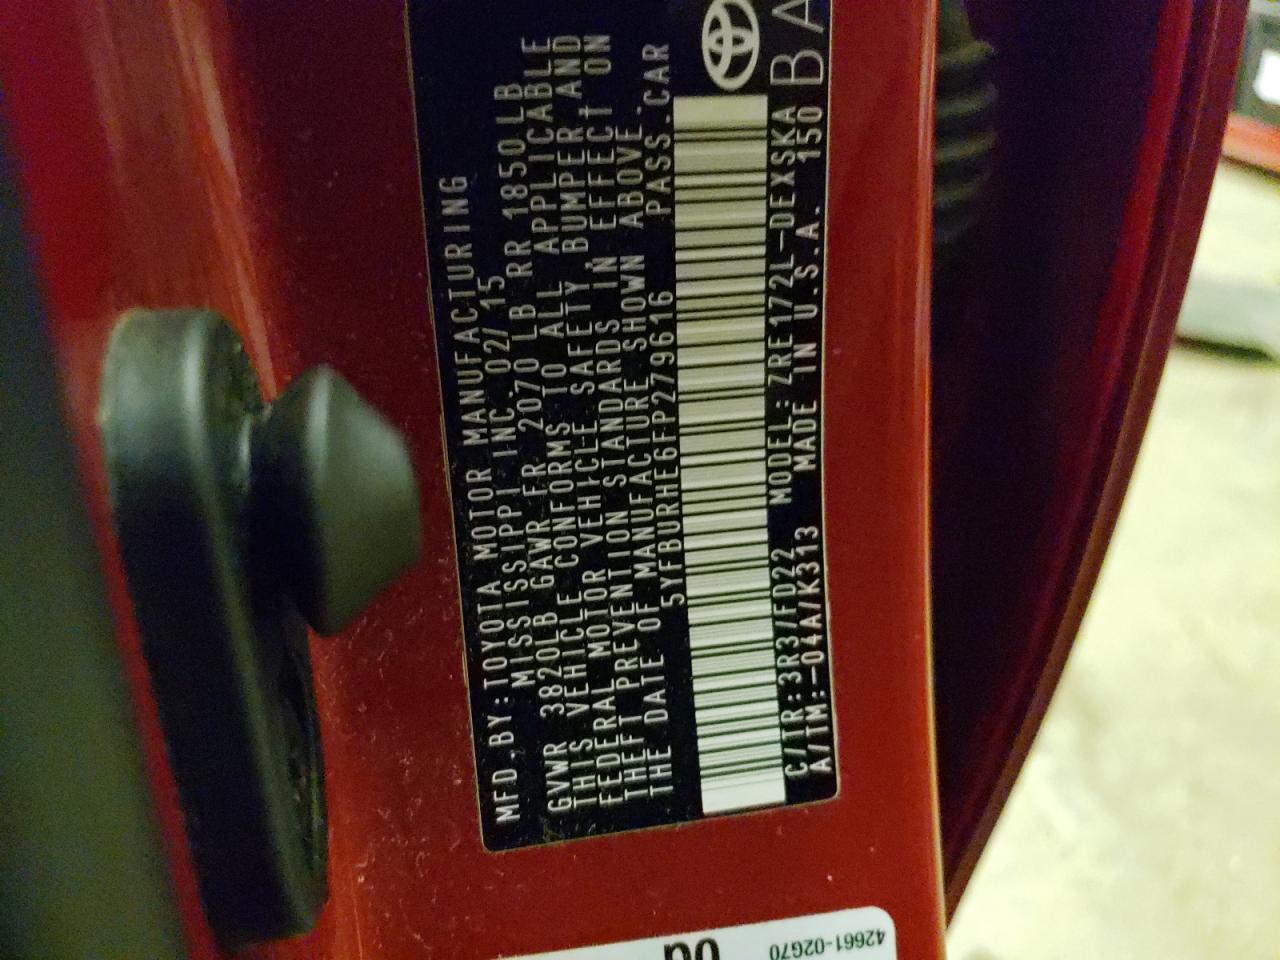 MFD.BY:TOYOTA MOTOR MANUFACTURING
MISSISSIPPI INC. 02/15
GVWR 3820LB GAWR FR 2070 LB RR 1850LB
THIS VEHICLE CONFORMS TO ALL APPLICABLE
FEDERAL MOTOR VEHICLE SAFETY BUMPER AND
THEFT PREVENTION STANDARDS IN EFFECT ON
THE DATE OF MANUFACTURE SHOWN ABOVE.
5YFBURHE6FP279616 PASS.CAR
C/TR:3R3/FD22 MODEL:ZRE172L-DEXSKA
A/TM:-04A/K313 MADE IN U.S.A. 150
BA
42661-02G70